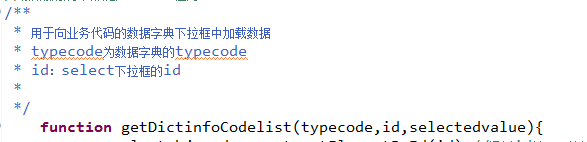 /**
* 用于向业务代码的数据字典下拉框中加载数据
* typecode为数据字典的typecode
* id：select下拉框的id
*
*/
function getDictinfoCodelist(typecode,id,selectedvalue){